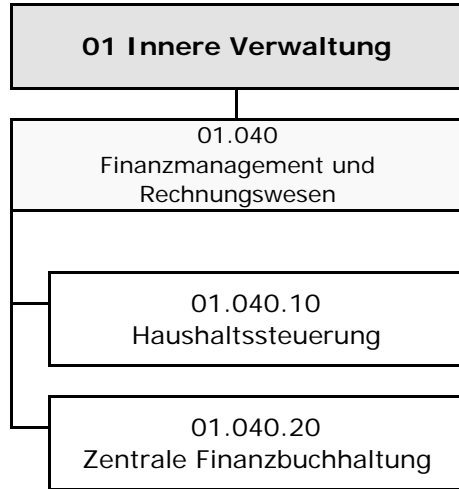 01 Innere Verwaltung
01.040
Finanzmanagement und
Rechnungswesen
01.040.10
Haushaltssteuerung
01.040.20
Zentrale Finanzbuchhaltung